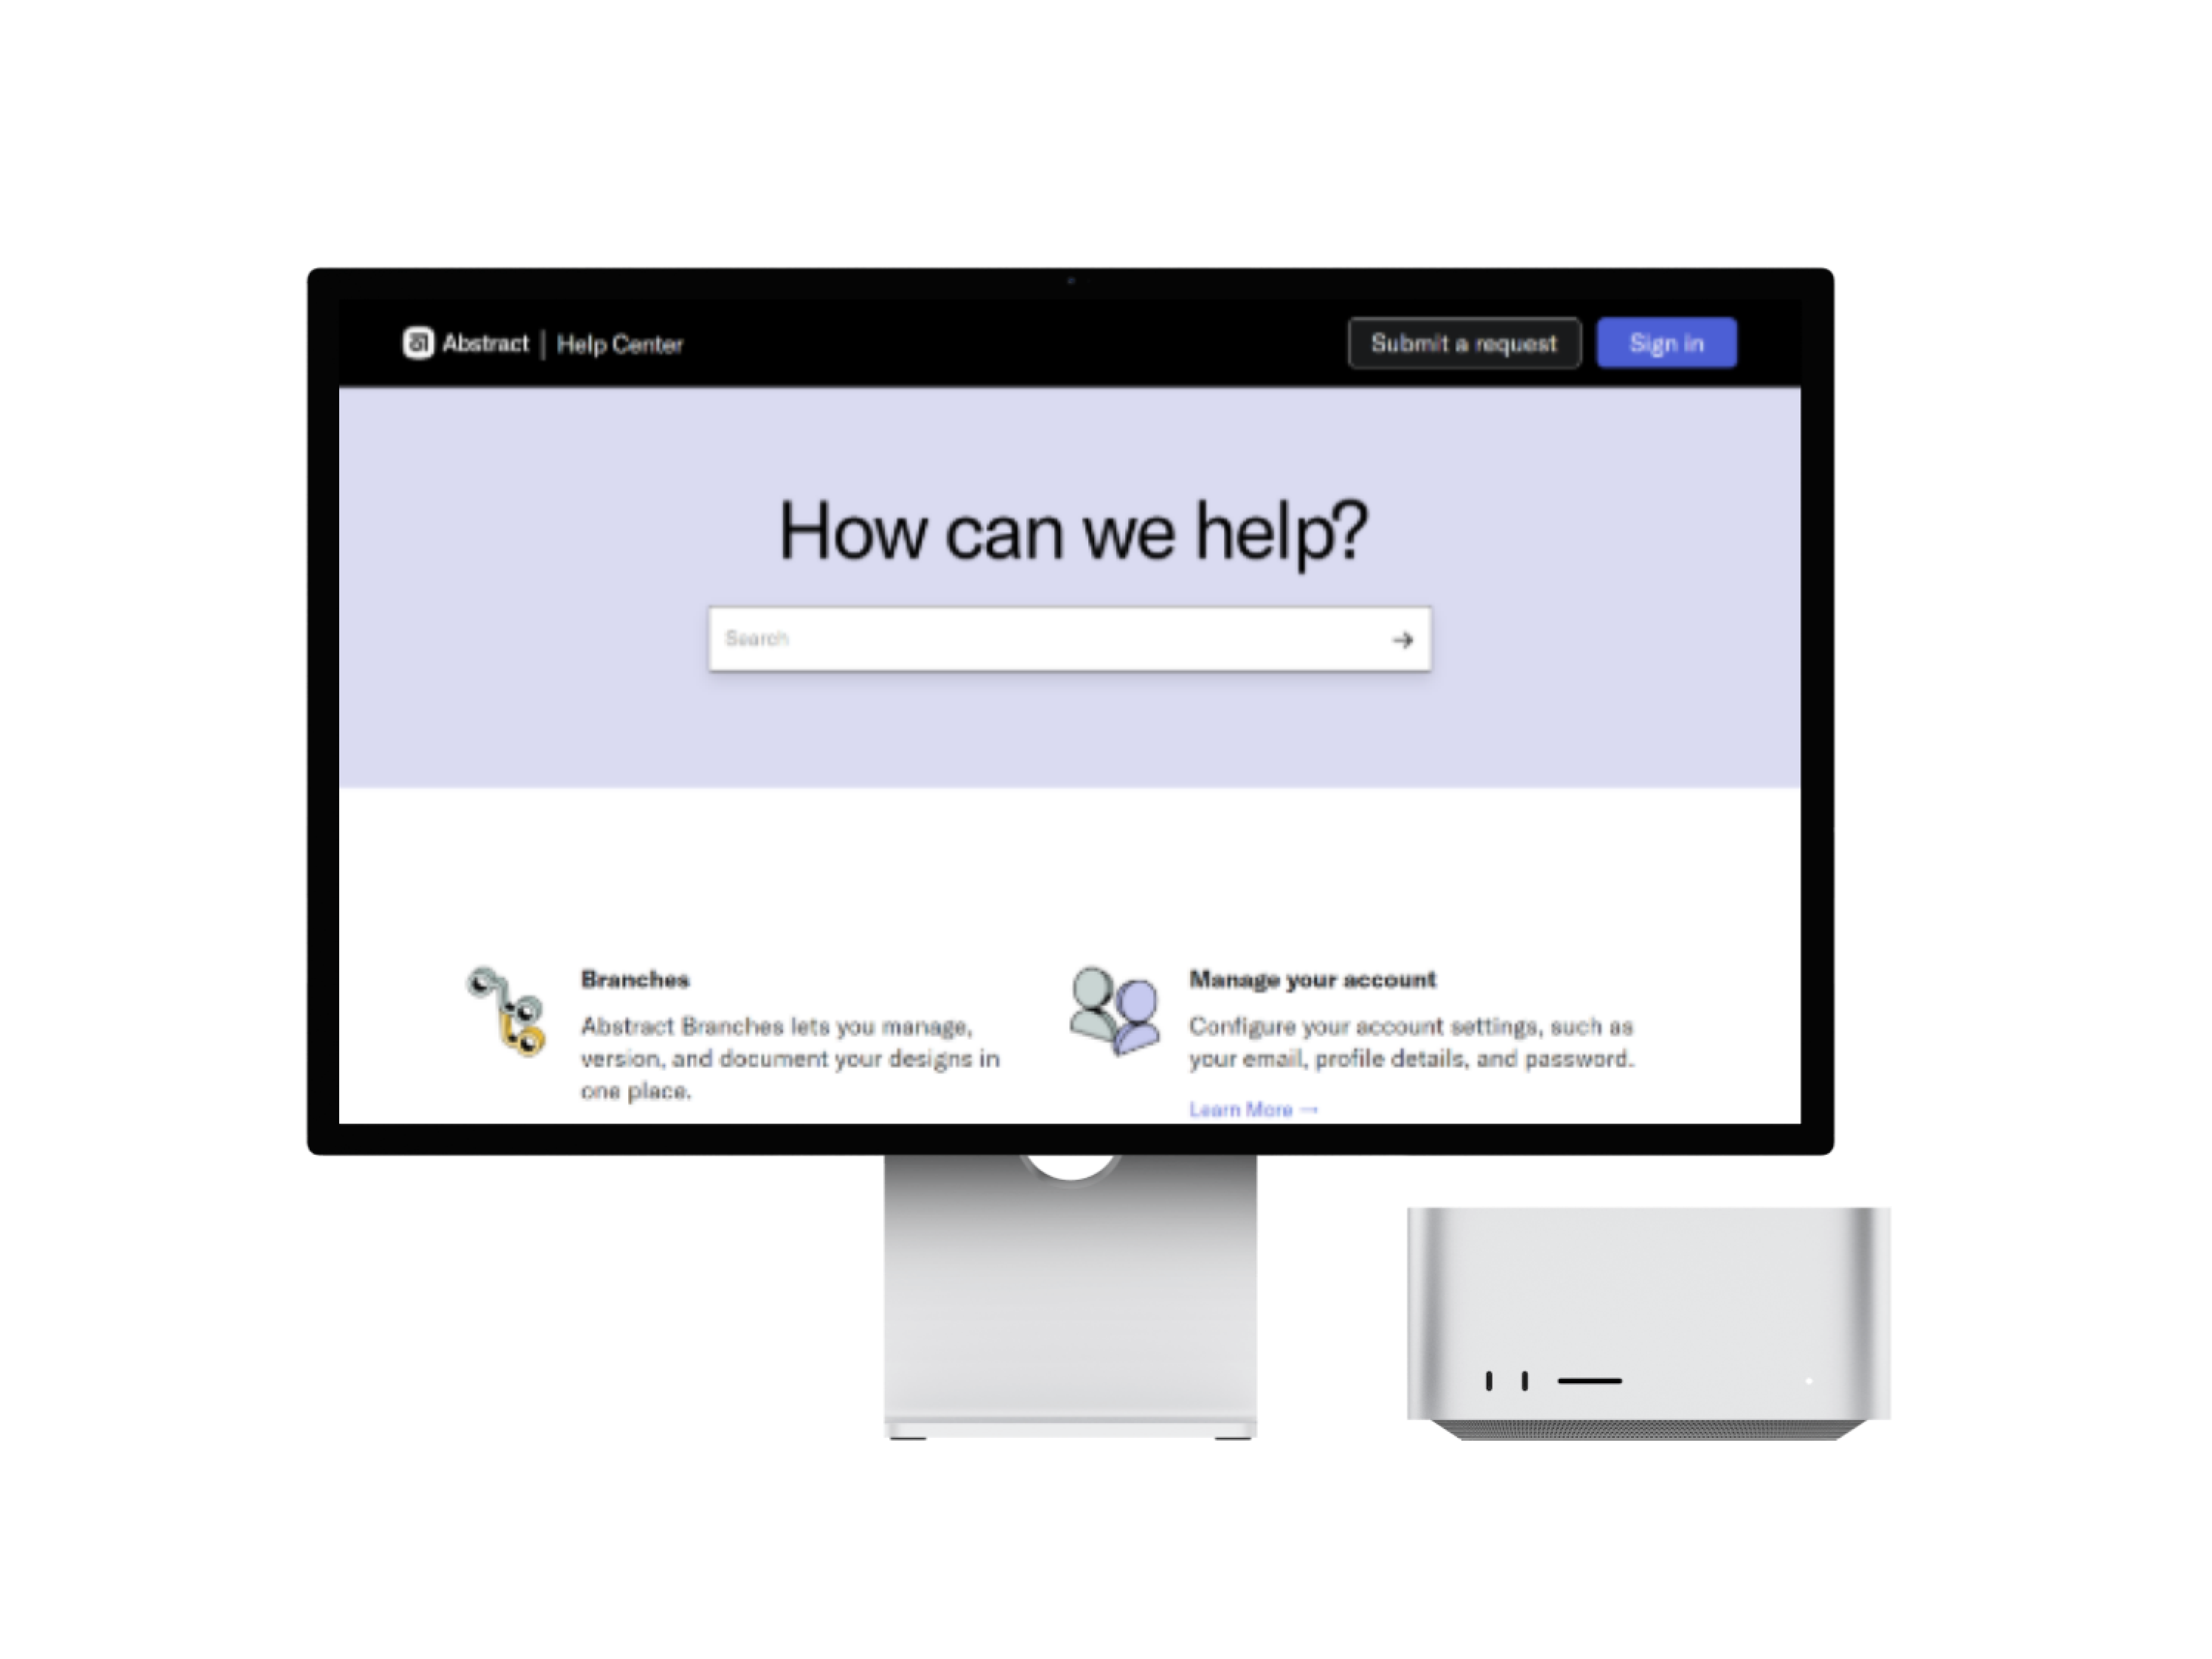 Abstract | Help Center
Submit a request
Sign in
How can we help?
Search
Branches
Abstract Branches lets you manage,
version, and document your designs in
one place.
Manage your account
Configure your account settings, such as
your email, profile details, and password.
Learn More →